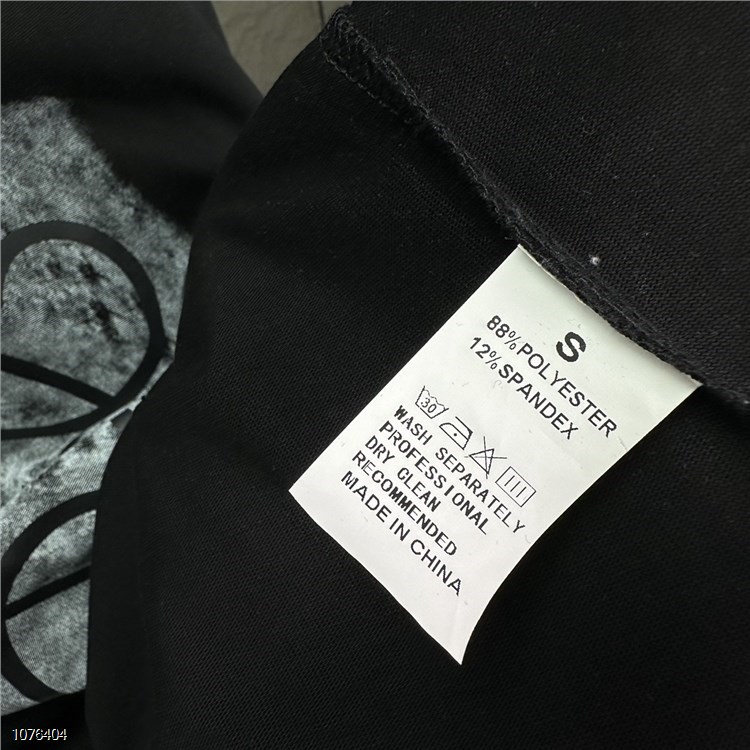 S
88%POLYESTER
12%SPANDEX
30
WASH SEPARATELY
PROFESSIONAL
DRY CLEAN
RECOMMENDED
MADE IN CHINA
1076404